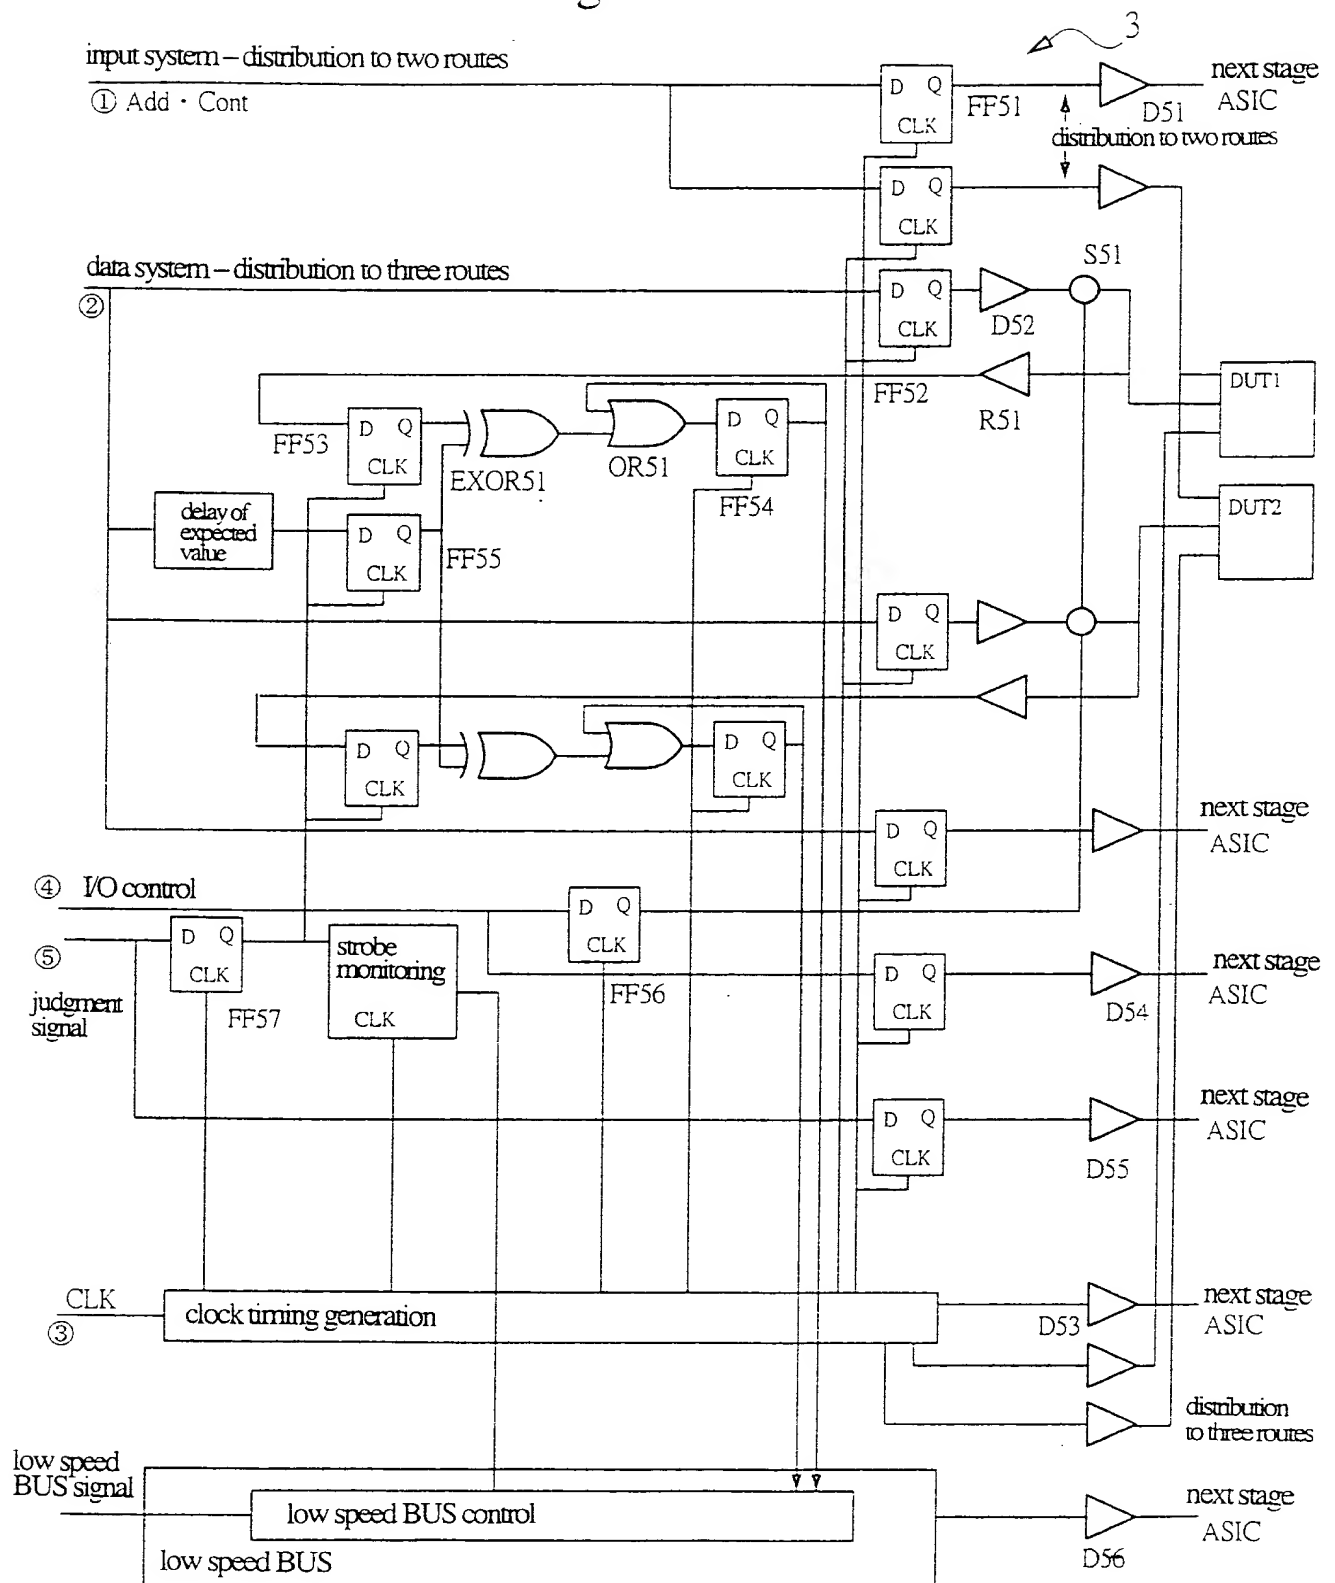 3
input system – distribution to two routes
① Add・Cont
D Q
CLK
FF51
D51
next stage
ASIC
distribution to two routes
D Q
CLK
data system – distribution to three routes
②
D Q
CLK
D52
S51
FF52
R51
DUT1
FF53
D Q
CLK
EXOR51
OR51
D Q
CLK
FF54
delay of
expected
value
D Q
CLK
FF55
DUT2
D Q
CLK
D Q
CLK
D Q
CLK
D Q
CLK
next stage
ASIC
④ I/O control
D Q
CLK
FF56
⑤
judgment
signal
D Q
CLK
FF57
strobe
monitoring
CLK
D Q
CLK
D54
next stage
ASIC
D Q
CLK
D55
next stage
ASIC
CLK
③
clock timing generation
D53
next stage
ASIC
distribution
to three routes
low speed
BUS signal
low speed BUS control
low speed BUS
D56
next stage
ASIC